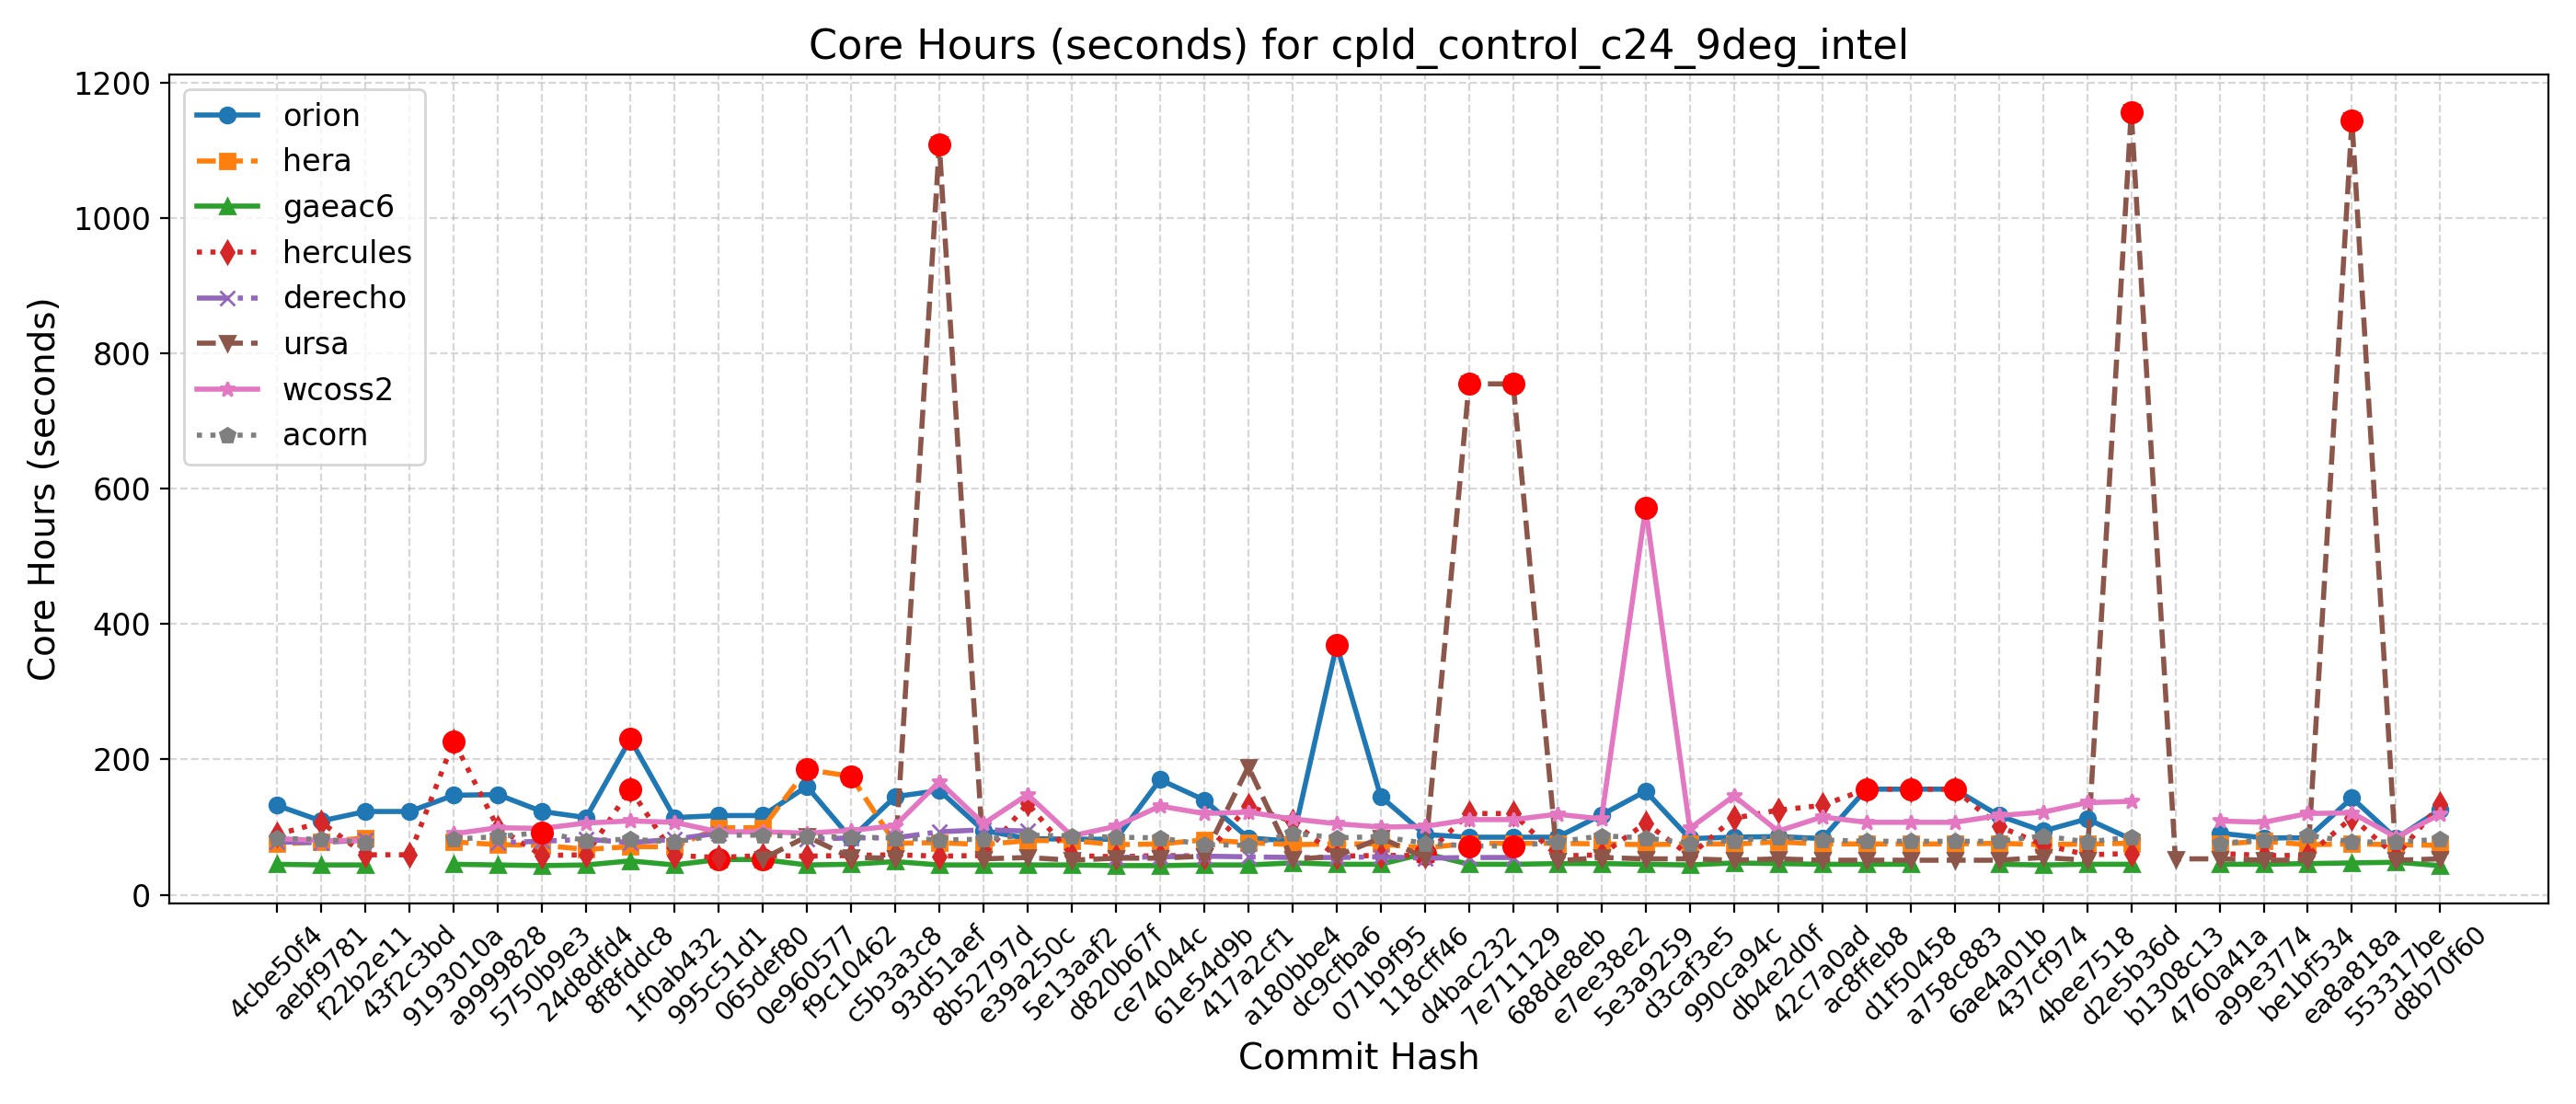 Core Hours (seconds) for cpld_control_c24_9deg_intel
Core Hours (seconds)
1200
1000
800
600
400
200
0
orion
hera
gaeac6
hercules
derecho
ursa
wcoss2
acorn
4cbe50f4
aebf9781
f22b2e11
43f2c3bd
9193010a
a9999828
5750b9e3
24d8dfd4
8f8fddc8
1f0ab432
995c51d1
065def80
0e960577
f9c10462
c5b3a3c8
93d51aef
8b52797d
e39a250c
5e13aaf2
d820b67f
ce74044c
61e54d9b
417a2cf1
a180bbe4
dc9cfba6
071b9f95
118cff46
d4bac232
7e711129
688de8eb
e7ee38e2
5e3a9259
d3caf3e5
990ca94c
db4e2d0f
42c7a0ad
ac8ffeb8
d1f50458
a758c883
6ae4a01b
437cf974
4bee7518
d2e5b36d
b1308c13
4760a41a
a99e3774
be1bf534
ea8a818a
553317be
d8b70f60
Commit Hash